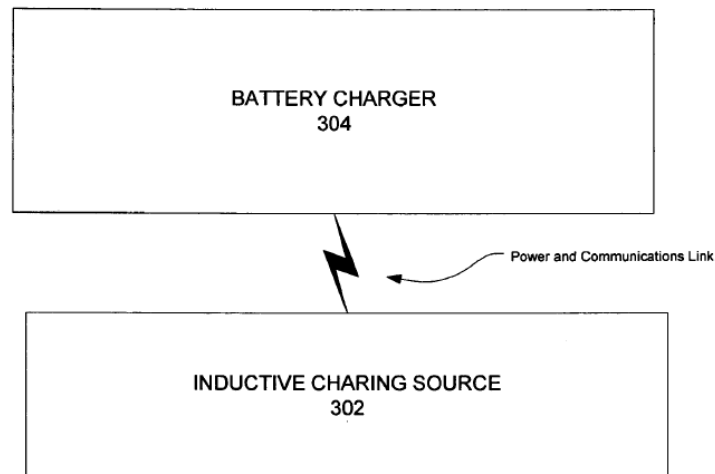 BATTERY CHARGER
304
Power and Communications Link
INDUCTIVE CHARING SOURCE
302